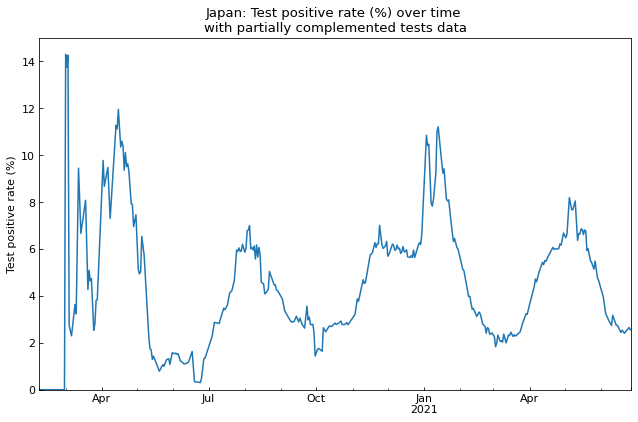 Japan: Test positive rate (%) over time
with partially complemented tests data
Test positive rate (%)
14
12
10
8
6
4
2
0
Apr
Jul
Oct
Jan
2021
Apr